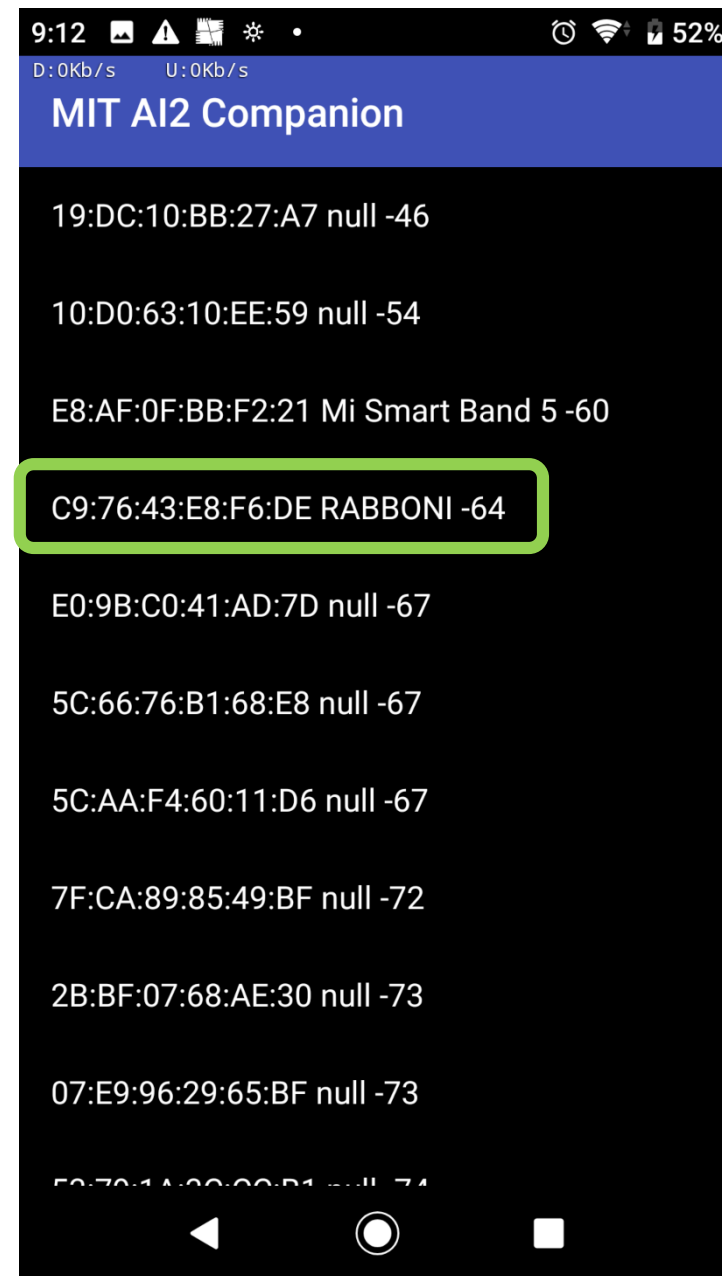 9:12 52%
D:0Kb/s U:0Kb/s
MIT AI2 Companion
19:DC:10:BB:27:A7 null -46
10:D0:63:10:EE:59 null -54
E8:AF:0F:BB:F2:21 Mi Smart Band 5 -60
C9:76:43:E8:F6:DE RABBONI -64
E0:9B:C0:41:AD:7D null -67
5C:66:76:B1:68:E8 null -67
5C:AA:F4:60:11:D6 null -67
7F:CA:89:85:49:BF null -72
2B:BF:07:68:AE:30 null -73
07:E9:96:29:65:BF null -73
null -74